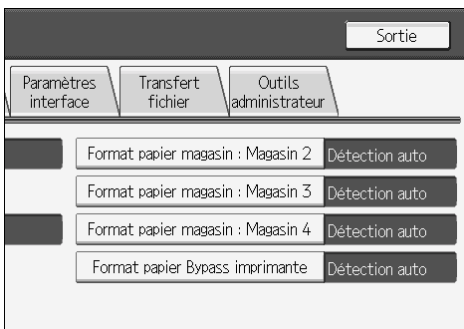 Sortie
Paramètres
interface
Transfert
fichier
Outils
administrateur
Format papier magasin : Magasin 2 Détection auto
Format papier magasin : Magasin 3 Détection auto
Format papier magasin : Magasin 4 Détection auto
Format papier Bypass imprimante Détection auto